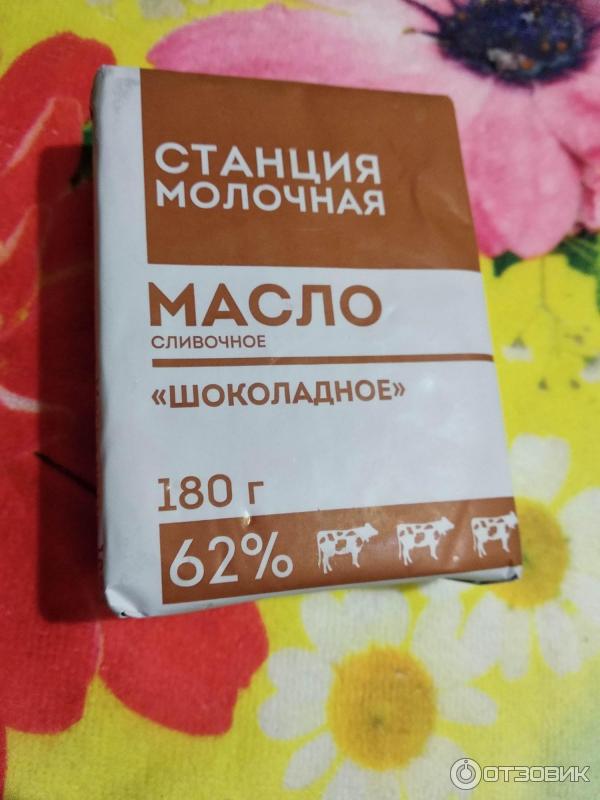 СТАНЦИЯ
МОЛОЧНАЯ
МАСЛО
СЛИВОЧНОЕ
«ШОКОЛАДНОЕ»
180 г
62%
ОТЗОВИК